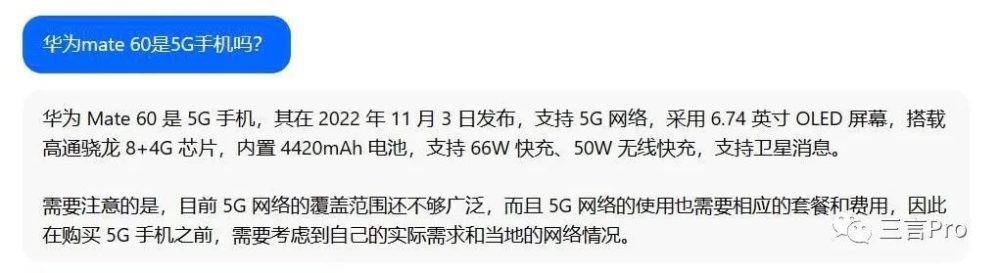 华为mate 60是5G手机吗？
华为 Mate 60 是 5G 手机，其在 2022 年 11 月 3 日发布，支持 5G 网络，采用 6.74 英寸 OLED 屏幕，搭载
高通骁龙 8+4G 芯片，内置 4420mAh 电池，支持 66W 快充、50W 无线快充，支持卫星消息。
需要注意的是，目前 5G 网络的覆盖范围还不够广泛，而且 5G 网络的使用也需要相应的套餐和费用，因此
在购买 5G 手机之前，需要考虑到自己的实际需求和当地的网络情况。
三言Pro